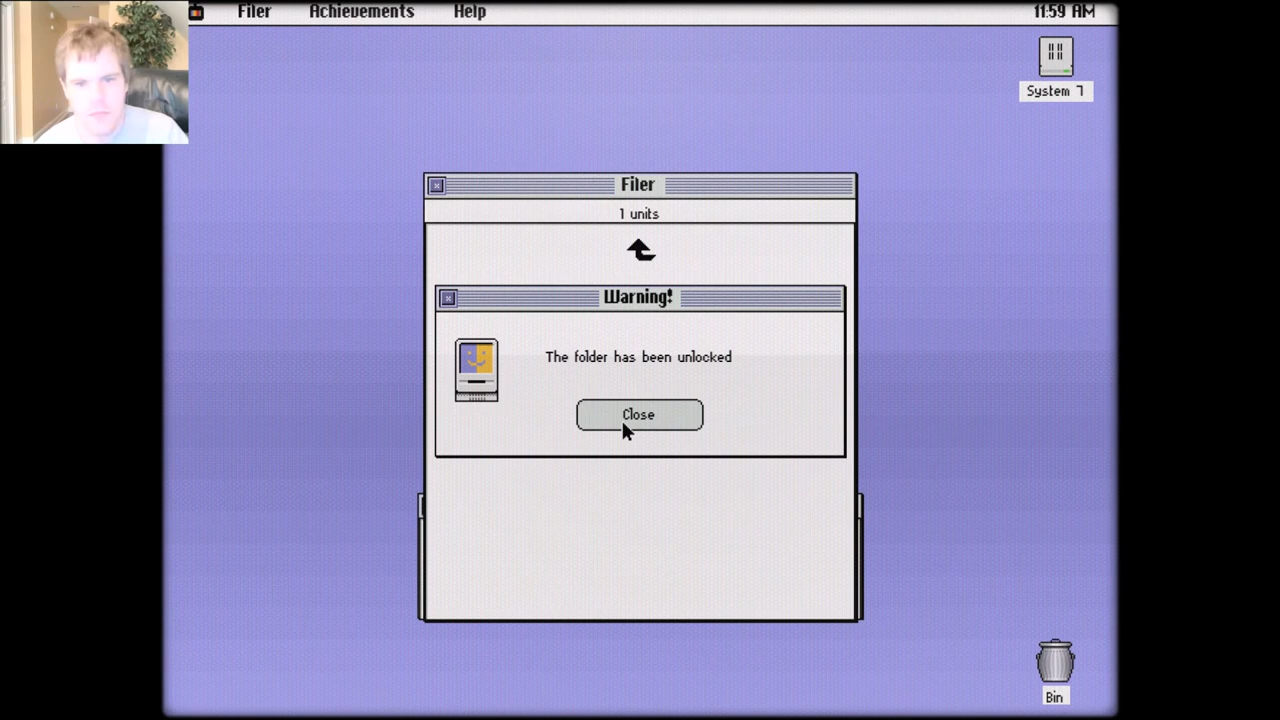 Filer Achievements Help 11:59 AM
System 7
Filer
1 units
Warning!
The folder has been unlocked
Close
Bin